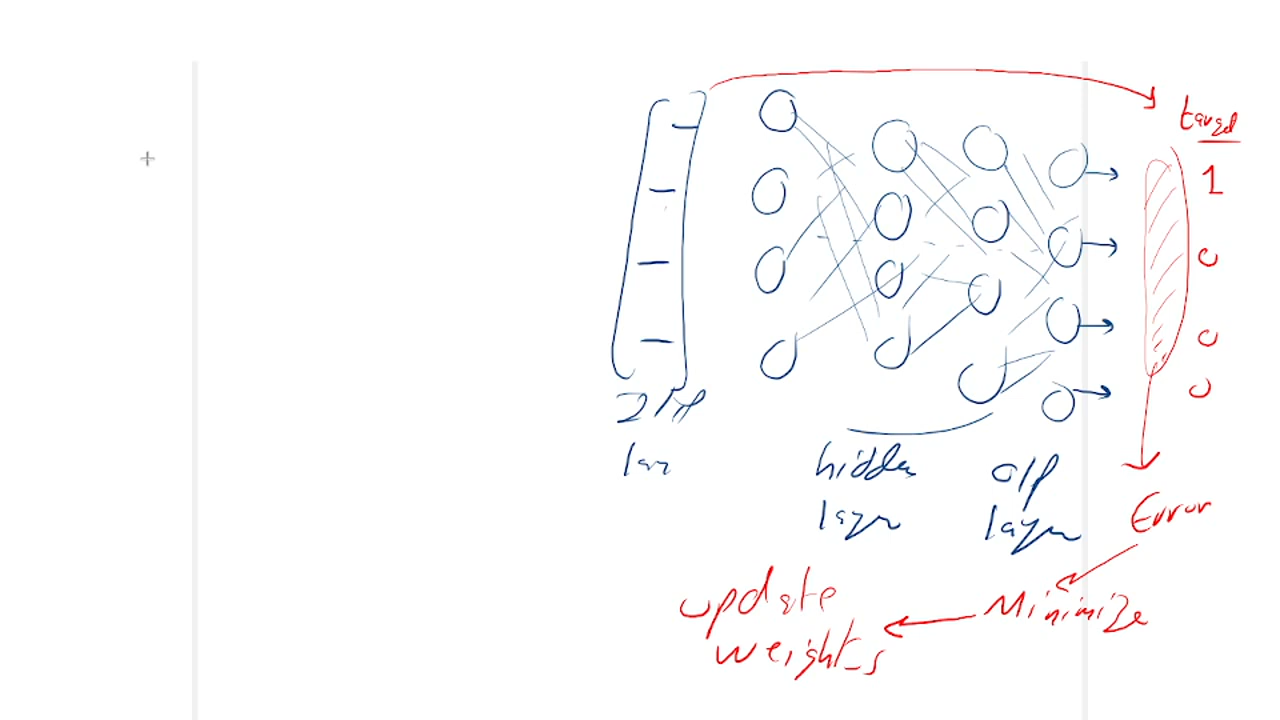 target
1
0
0
0
I/P
layer
hidden
layer
o/p
layer
Error
Minimize
update
weights